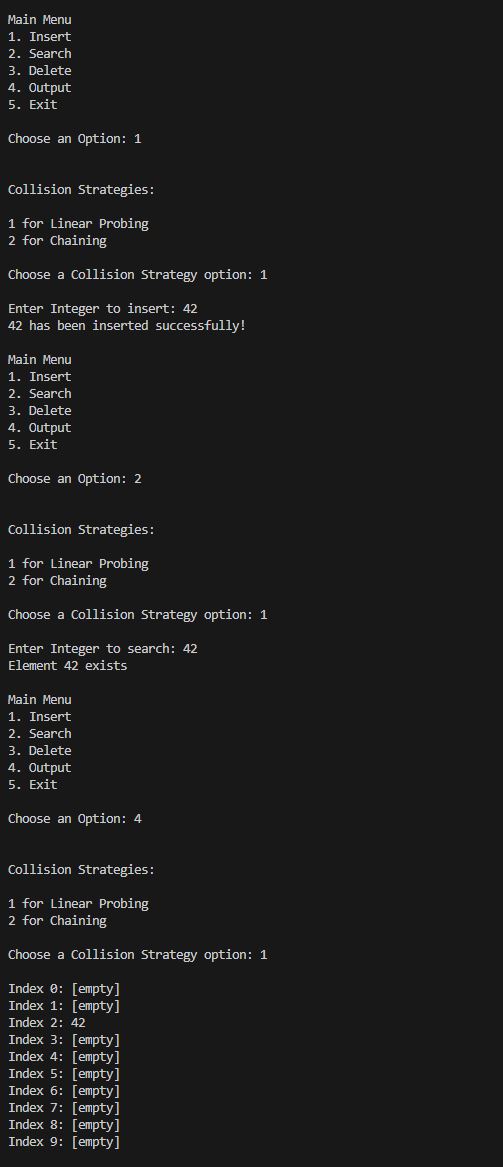 Main Menu
1. Insert
2. Search
3. Delete
4. Output
5. Exit
Choose an Option: 1
Collision Strategies:
1 for Linear Probing
2 for Chaining
Choose a Collision Strategy option: 1
Enter Integer to insert: 42
42 has been inserted successfully!
Main Menu
1. Insert
2. Search
3. Delete
4. Output
5. Exit
Choose an Option: 2
Collision Strategies:
1 for Linear Probing
2 for Chaining
Choose a Collision Strategy option: 1
Enter Integer to search: 42
Element 42 exists
Main Menu
1. Insert
2. Search
3. Delete
4. Output
5. Exit
Choose an Option: 4
Collision Strategies:
1 for Linear Probing
2 for Chaining
Choose a Collision Strategy option: 1
Index 0: [empty]
Index 1: [empty]
Index 2: 42
Index 3: [empty]
Index 4: [empty]
Index 5: [empty]
Index 6: [empty]
Index 7: [empty]
Index 8: [empty]
Index 9: [empty]